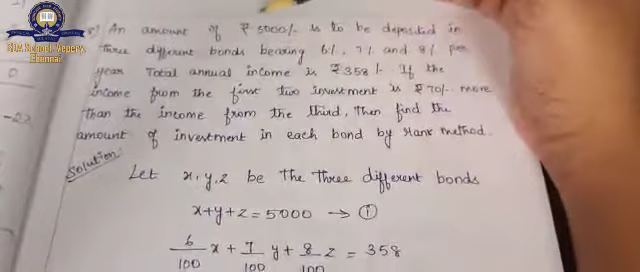 SDA School, Vepery,
Chennai
An amount of ₹ 5000/- is to be deposited in
three different bonds bearing 6%, 7% and 8% per
year Total annual income is ₹358/- If the
income from the first two investment is ₹70/- more
than the income from the third, then find the
amount of investment in each bond by rank method.
Solution:
Let x, y, z be the three different bonds
x+y+z = 5000 → ①
6/100 x + 7/100 y + 8/100 z = 358